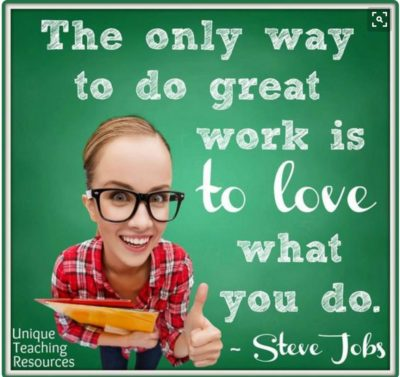 The only way
to do great
work is
to love
what
you do.
~ Steve Jobs
Unique
Teaching
Resources